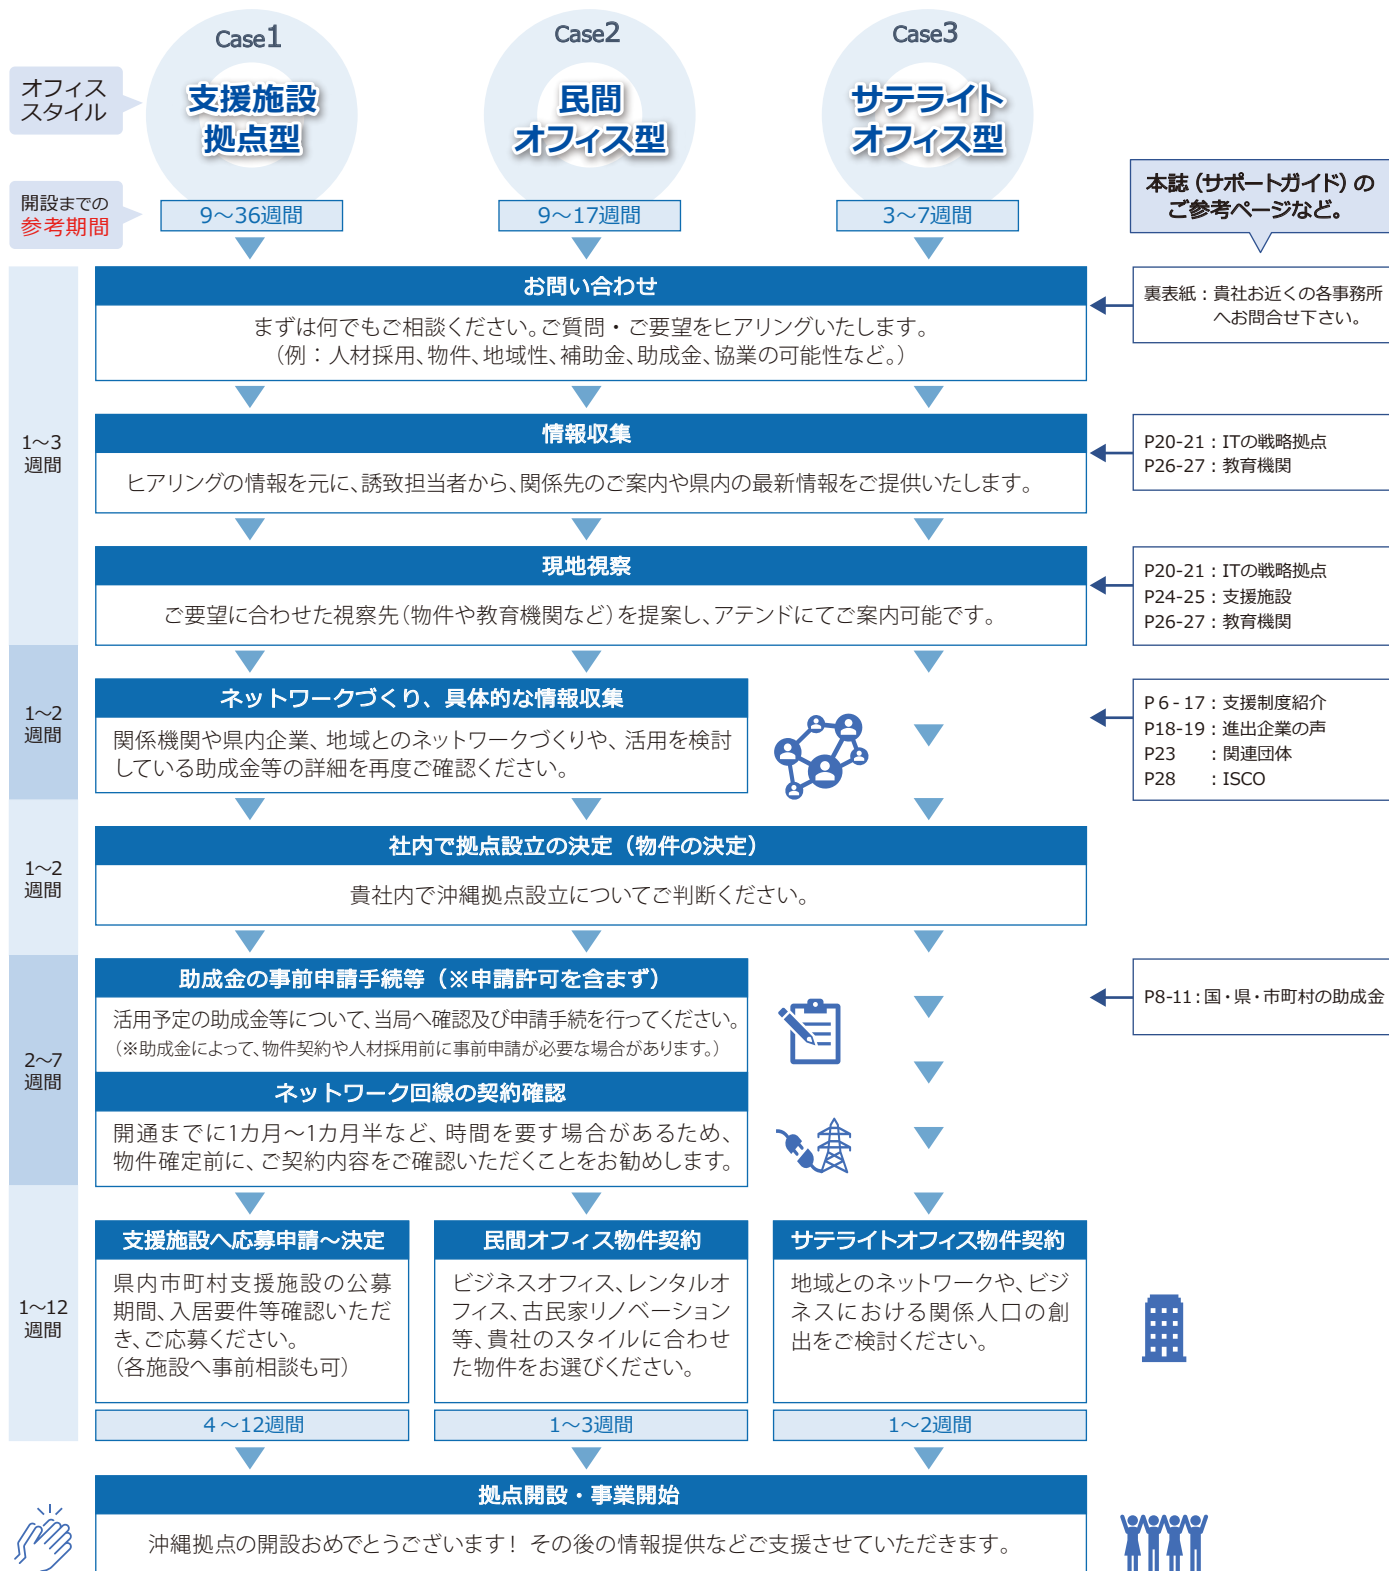 Case1
Case2
Case3
オフィス
スタイル
支援施設
拠点型
民間
オフィス型
サテライト
オフィス型
開設までの
参考期間
9～36週間
9～17週間
3～7週間
本誌（サポートガイド）の
ご参考ページなど。
お問い合わせ
まずは何でもご相談ください。ご質問・ご要望をヒアリングいたします。
（例：人材採用、物件、地域性、補助金、助成金、協業の可能性など。）
裏表紙：貴社お近くの各事務所
へお問合せ下さい。
1～3
週間
情報収集
ヒアリングの情報を元に、誘致担当者から、関係先のご案内や県内の最新情報をご提供いたします。
P20-21：ITの戦略拠点
P26-27：教育機関
現地視察
ご要望に合わせた視察先（物件や教育機関など）を提案し、アテンドにてご案内可能です。
P20-21：ITの戦略拠点
P24-25：支援施設
P26-27：教育機関
1～2
週間
ネットワークづくり、具体的な情報収集
関係機関や県内企業、地域とのネットワークづくりや、活用を検討
している助成金等の詳細を再度ご確認ください。
P 6 - 17：支援制度紹介
P18-19：進出企業の声
P23　　：関連団体
P28　　：ISCO
1～2
週間
社内で拠点設立の決定（物件の決定）
貴社内で沖縄拠点設立についてご判断ください。
2～7
週間
助成金の事前申請手続等（※申請許可を含まず）
活用予定の助成金等について、当局へ確認及び申請手続を行ってください。
（※助成金によって、物件契約や人材採用前に事前申請が必要な場合があります。）
P8-11：国・県・市町村の助成金
ネットワーク回線の契約確認
開通までに1カ月～1カ月半など、時間を要す場合があるため、
物件確定前に、ご契約内容をご確認いただくことをお勧めします。
1～12
週間
支援施設へ応募申請～決定
県内市町村支援施設の公募
期間、入居要件等確認いただ
き、ご応募ください。
（各施設へ事前相談も可）
4～12週間
民間オフィス物件契約
ビジネスオフィス、レンタルオ
フィス、古民家リノベーション
等、貴社のスタイルに合わせ
た物件をお選びください。
1～3週間
サテライトオフィス物件契約
地域とのネットワークや、ビジ
ネスにおける関係人口の創
出をご検討ください。
1～2週間
拠点開設・事業開始
沖縄拠点の開設おめでとうございます！その後の情報提供などご支援させていただきます。